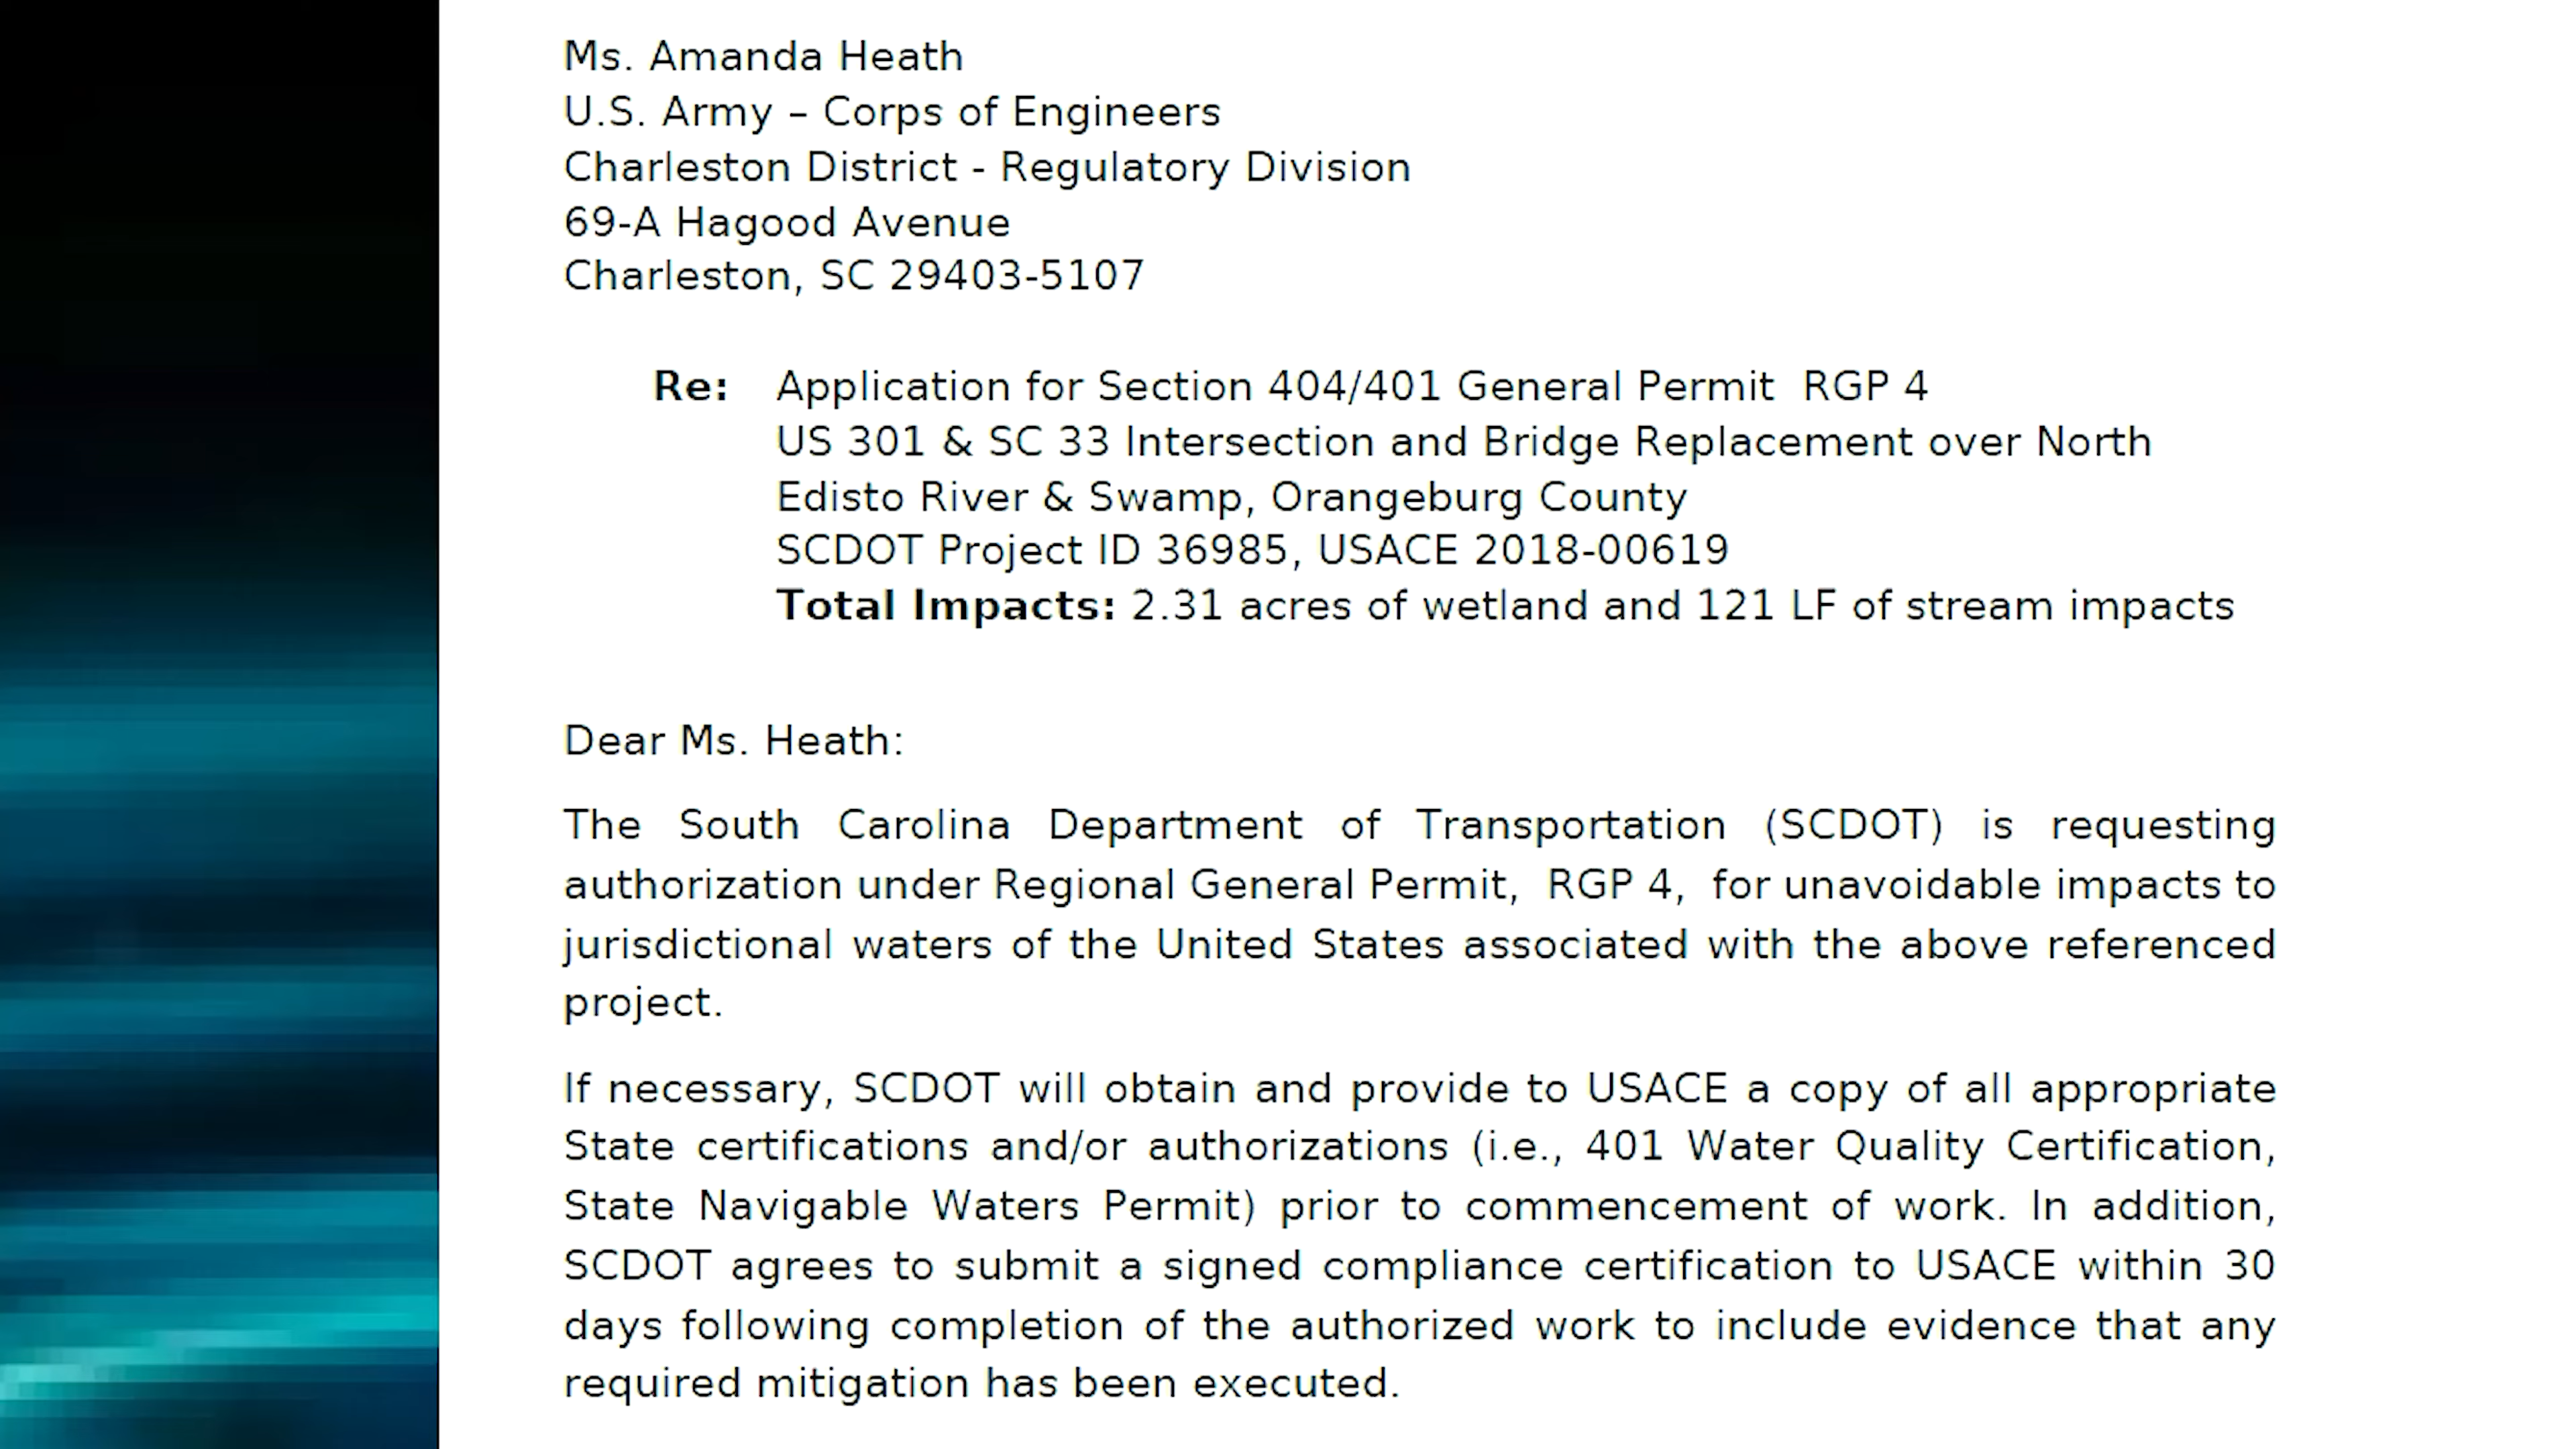 Ms. Amanda Heath
U.S. Army – Corps of Engineers
Charleston District - Regulatory Division
69-A Hagood Avenue
Charleston, SC 29403-5107
Re: Application for Section 404/401 General Permit RGP 4
US 301 & SC 33 Intersection and Bridge Replacement over North
Edisto River & Swamp, Orangeburg County
SCDOT Project ID 36985, USACE 2018-00619
Total Impacts: 2.31 acres of wetland and 121 LF of stream impacts
Dear Ms. Heath:
The South Carolina Department of Transportation (SCDOT) is requesting
authorization under Regional General Permit, RGP 4, for unavoidable impacts to
jurisdictional waters of the United States associated with the above referenced
project.
If necessary, SCDOT will obtain and provide to USACE a copy of all appropriate
State certifications and/or authorizations (i.e., 401 Water Quality Certification,
State Navigable Waters Permit) prior to commencement of work. In addition,
SCDOT agrees to submit a signed compliance certification to USACE within 30
days following completion of the authorized work to include evidence that any
required mitigation has been executed.